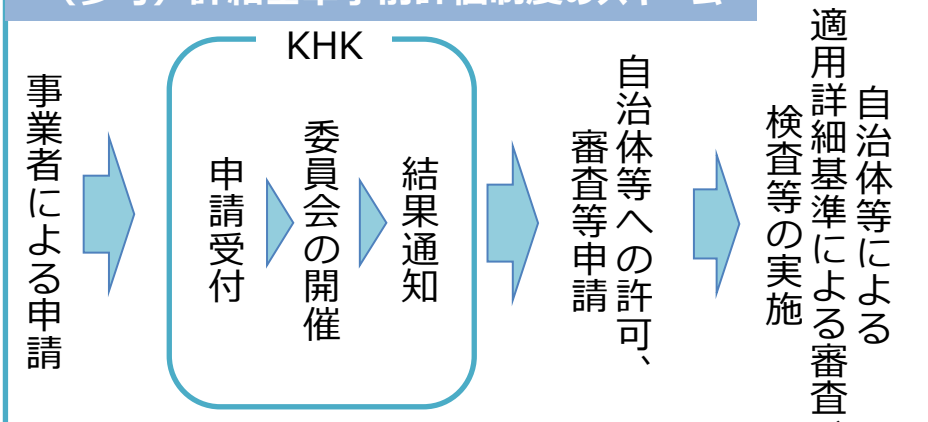 KHK
事業者による申請
申請受付
委員会の開催
結果通知
自治体等への許可、
審査等申請
自治体等による
適用詳細基準による審査
検査等の実施